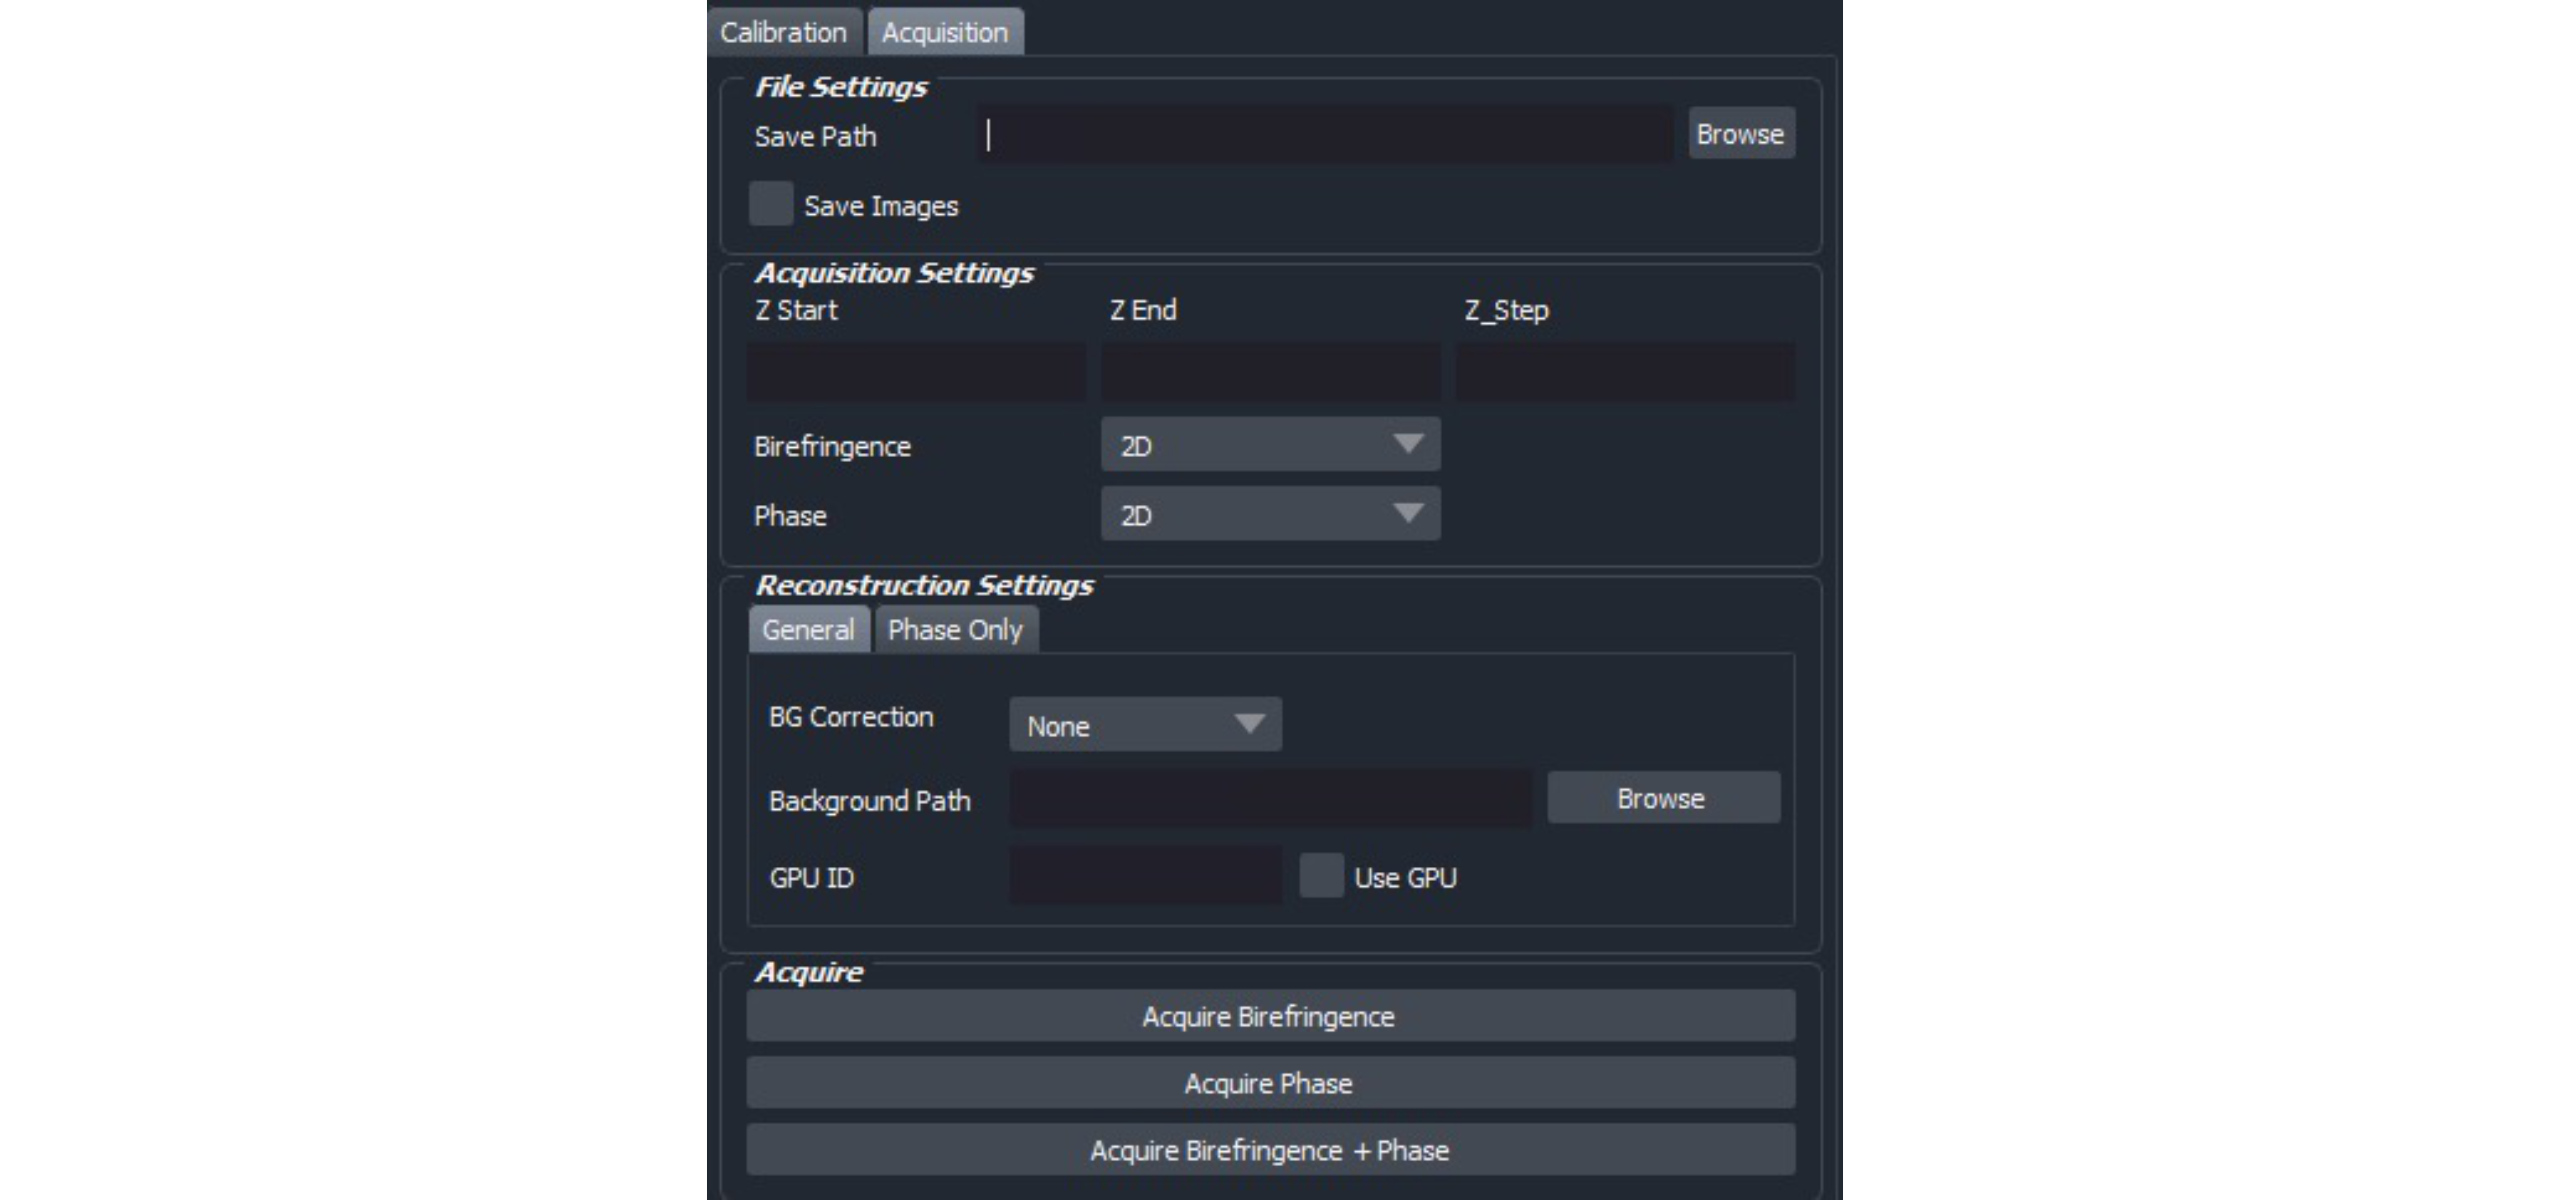 Calibration Acquisition
File Settings
Save Path Browse
Save Images
Acquisition Settings
Z Start Z End Z_Step
Birefringence 2D
Phase 2D
Reconstruction Settings
General Phase Only
BG Correction None
Background Path Browse
GPU ID Use GPU
Acquire
Acquire Birefringence
Acquire Phase
Acquire Birefringence + Phase